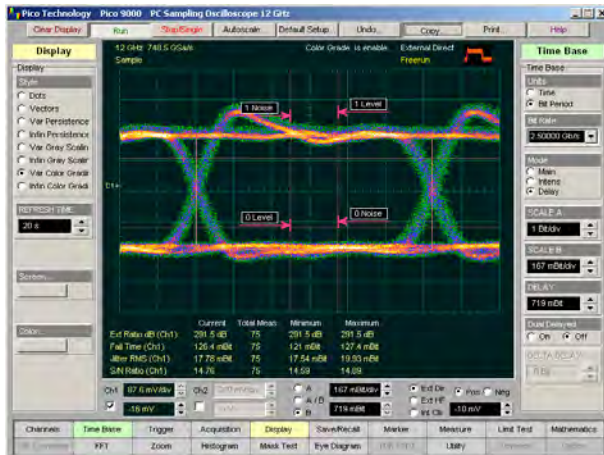 Pico Technology Pico 9000 PC Sampling Oscilloscope 12 GHz
Clear Display Run Stop/Single Autoscale Default Setup Undo... Copy Print... Help
Display
Display
Style
Dots
Vectors
Var Persistence
Infin Persistence
Var Gray Scalin
Infin Gray Scalin
Var Color Gradi
Infin Color Gradi
REFRESH TIME
20 s
Screen...
Color...
12 GHz 748.5 GSa/s Color Grade is enable External Direct
Sample Freerun
1 Noise 1 Level
0 Level 0 Noise
Current Total Meas Minimum Maximum
Ext Ratio dB (Ch1) 291.5 dB 75 291.5 dB 291.5 dB
Fall Time (Ch1) 126.4 mBit 75 121 mBit 127.4 mBit
Jitter RMS (Ch1) 17.78 mBit 75 17.54 mBit 19.93 mBit
S/N Ratio (Ch1) 14.76 75 14.59 14.89
Ch1 87.6 mV/div Ch2 A 167 mBit/div Ext Dir Pos Neg
A / B Ext HF
-16 mV B 719 mBit Int Clk -10 mV
Time Base
Time Base
Units
Time
Bit Period
Bit Rate
2.50000 Gb/s
Mode
Main
Intens
Delay
SCALE A
1 Bit/div
SCALE B
167 mBit/div
DELAY
719 mBit
Dual Delayed
On Off
DELTA DELAY
Channels Time Base Trigger Acquisition Display Save/Recall Marker Measure Limit Test Mathematics
FFT Zoom Histogram Mask Test Eye Diagram Utility